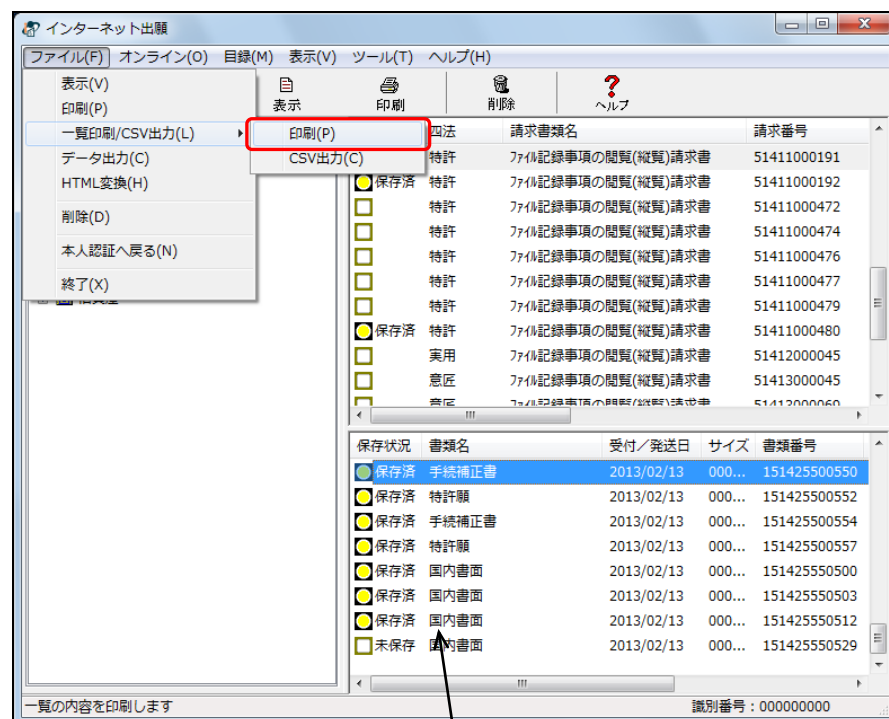 インターネット出願
ファイル(F) オンライン(O) 目録(M) 表示(V) ツール(T) ヘルプ(H)
表示 印刷 削除 ヘルプ
表示(V)
印刷(P)
一覧印刷/CSV出力(L)
データ出力(C)
HTML変換(H)
削除(D)
本人認証へ戻る(N)
終了(X)
印刷(P)
CSV出力(C)
四法 請求書類名 請求番号
特許 ファイル記録事項の閲覧(縦覧)請求書 51411000191
保存済 特許 ファイル記録事項の閲覧(縦覧)請求書 51411000192
特許 ファイル記録事項の閲覧(縦覧)請求書 51411000472
特許 ファイル記録事項の閲覧(縦覧)請求書 51411000474
特許 ファイル記録事項の閲覧(縦覧)請求書 51411000476
特許 ファイル記録事項の閲覧(縦覧)請求書 51411000477
特許 ファイル記録事項の閲覧(縦覧)請求書 51411000479
保存済 特許 ファイル記録事項の閲覧(縦覧)請求書 51411000480
実用 ファイル記録事項の閲覧(縦覧)請求書 51412000045
意匠 ファイル記録事項の閲覧(縦覧)請求書 51413000045
意匠 ファイル記録事項の閲覧(縦覧)請求書 51413000060
保存状況 書類名 受付/発送日 サイズ 書類番号
保存済 手続補正書 2013/02/13 000... 151425500550
保存済 特許願 2013/02/13 000... 151425500552
保存済 手続補正書 2013/02/13 000... 151425500554
保存済 特許願 2013/02/13 000... 151425500557
保存済 国内書面 2013/02/13 000... 151425550500
保存済 国内書面 2013/02/13 000... 151425550503
保存済 国内書面 2013/02/13 000... 151425550512
未保存 国内書面 2013/02/13 000... 151425550529
一覧の内容を印刷します 識別番号：000000000